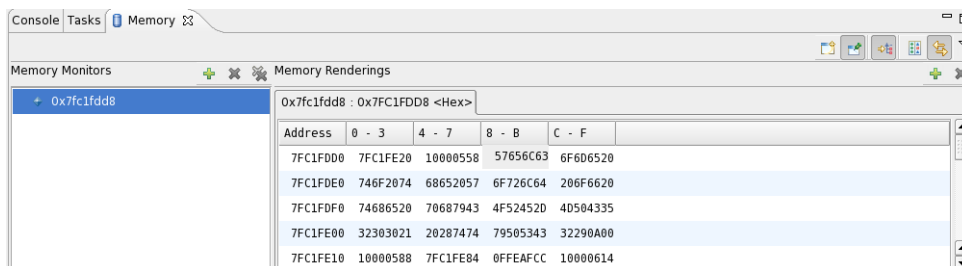 Console Tasks Memory
Memory Monitors Memory Renderings
0x7fc1fdd8 0x7fc1fdd8 : 0x7FC1FDD8 <Hex>
Address 0 - 3 4 - 7 8 - B C - F
7FC1FDD0 7FC1FE20 10000558 57656C63 6F6D6520
7FC1FDE0 746F2074 68652057 6F726C64 206F6620
7FC1FDF0 74686520 70687943 4F52452D 4D504335
7FC1FE00 32303021 20287474 79505343 32290A00
7FC1FE10 10000588 7FC1FE84 0FFEAFCC 10000614